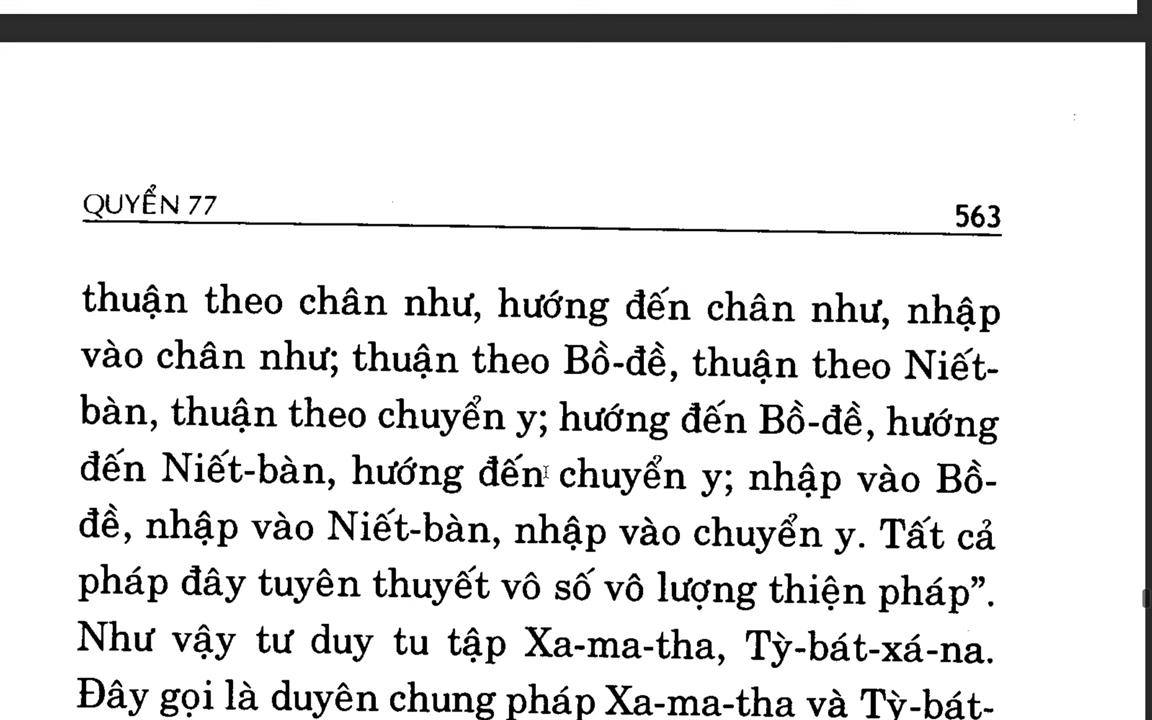 QUYỂN 77
563
thuận theo chân như, hướng đến chân như, nhập
vào chân như; thuận theo Bồ-đề, thuận theo Niết-
bàn, thuận theo chuyển y; hướng đến Bồ-đề, hướng
đến Niết-bàn, hướng đến chuyển y; nhập vào Bồ-
đề, nhập vào Niết-bàn, nhập vào chuyển y. Tất cả
pháp đây tuyên thuyết vô số vô lượng thiện pháp”.
Như vậy tư duy tu tập Xa-ma-tha, Tỳ-bát-xá-na.
Đây gọi là duyên chung pháp Xa-ma-tha và Tỳ-bát-